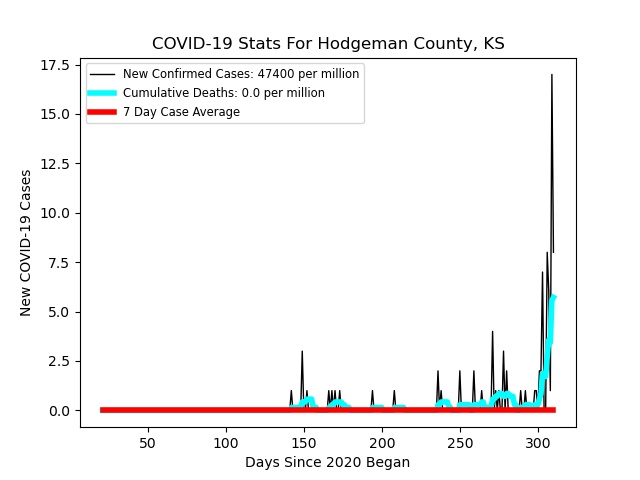 COVID-19 Stats For Hodgeman County, KS
New Confirmed Cases: 47400 per million
Cumulative Deaths: 0.0 per million
7 Day Case Average
New COVID-19 Cases
17.5
15.0
12.5
10.0
7.5
5.0
2.5
0.0
50 100 150 200 250 300
Days Since 2020 Began